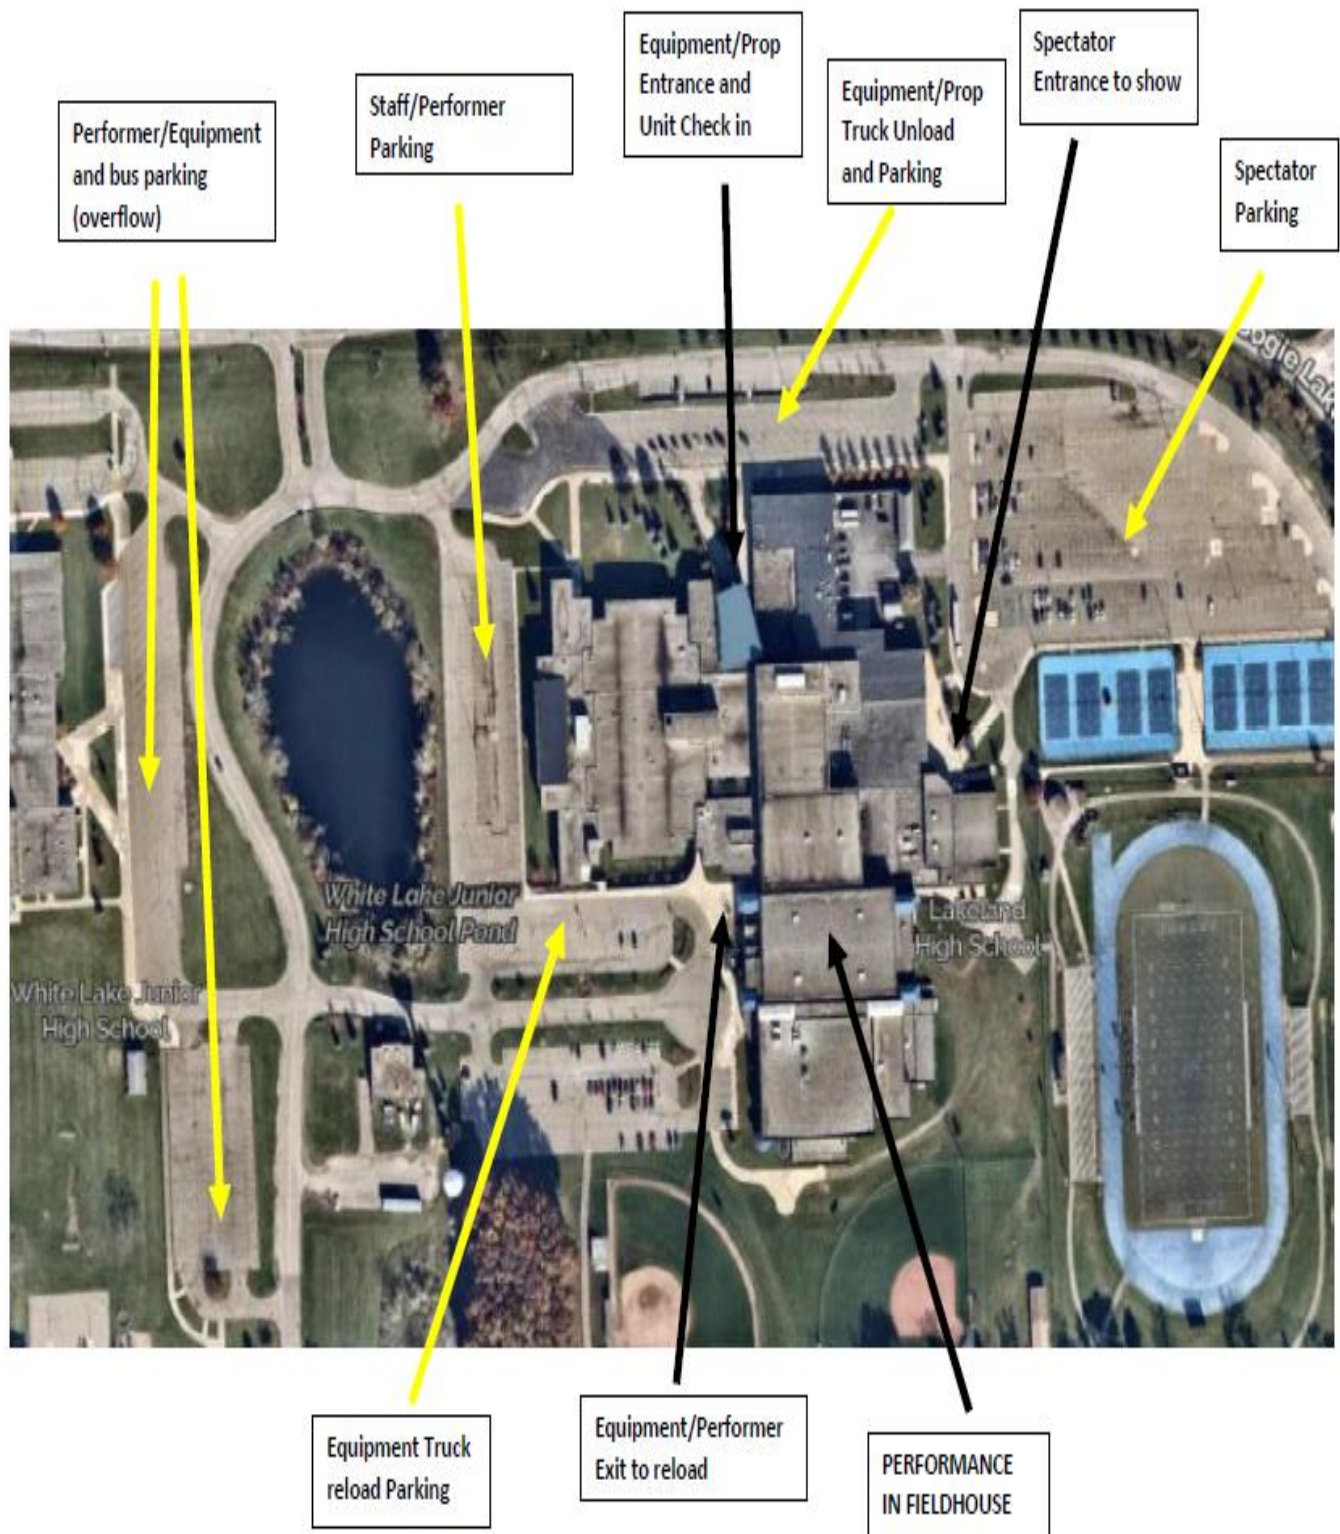 Equipment/Prop
Entrance and
Unit Check in
Spectator
Entrance to show
Staff/Performer
Parking
Equipment/Prop
Truck Unload
and Parking
Performer/Equipment
and bus parking
(overflow)
Spectator
Parking
White Lake Junior
High School Pond
Lakeland
High School
White Lake Junior
High School
Equipment Truck
reload Parking
Equipment/Performer
Exit to reload
PERFORMANCE
IN FIELDHOUSE